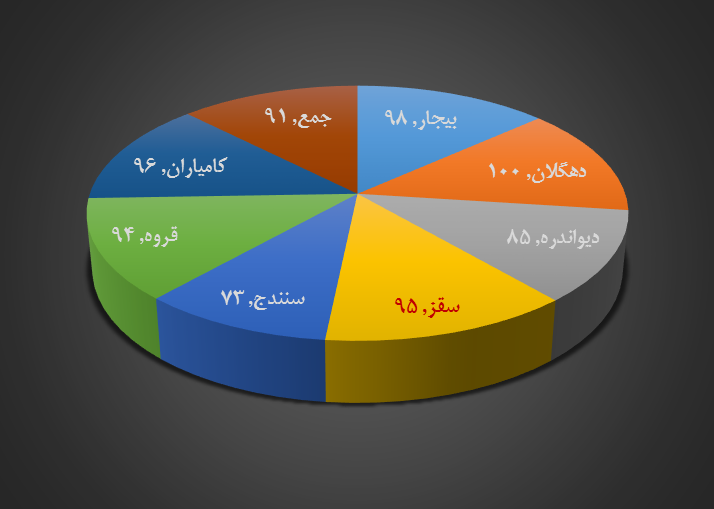 بیجار, ۹۸
دهگلان, ۱۰۰
دیواندره, ۸۵
سقز, ۹۵
سنندج, ۷۳
قروه, ۹۴
کامیاران, ۹۶
جمع, ۹۱